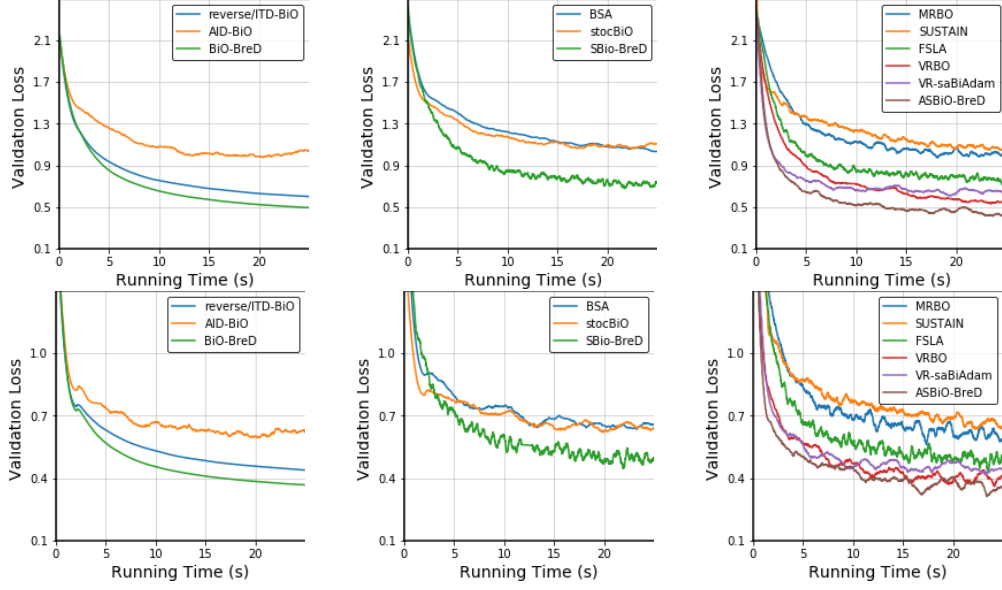 2.1
1.7
1.3
0.9
0.5
0.1
0 5 10 15 20
Validation Loss
Running Time (s)
reverse/ITD-BiO
AID-BiO
BiO-BreD
2.1
1.7
1.3
0.9
0.5
0.1
0 5 10 15 20
Validation Loss
Running Time (s)
BSA
stocBiO
SBio-BreD
2.1
1.7
1.3
0.9
0.5
0.1
0 5 10 15 20
Validation Loss
Running Time (s)
MRBO
SUSTAIN
FSLA
VRBO
VR-saBiAdam
ASBiO-BreD
1.0
0.7
0.4
0.1
0 5 10 15 20
Validation Loss
Running Time (s)
reverse/ITD-BiO
AID-BiO
BiO-BreD
1.0
0.7
0.4
0.1
0 5 10 15 20
Validation Loss
Running Time (s)
BSA
stocBiO
SBio-BreD
1.0
0.7
0.4
0.1
0 5 10 15 20
Validation Loss
Running Time (s)
MRBO
SUSTAIN
FSLA
VRBO
VR-saBiAdam
ASBiO-BreD